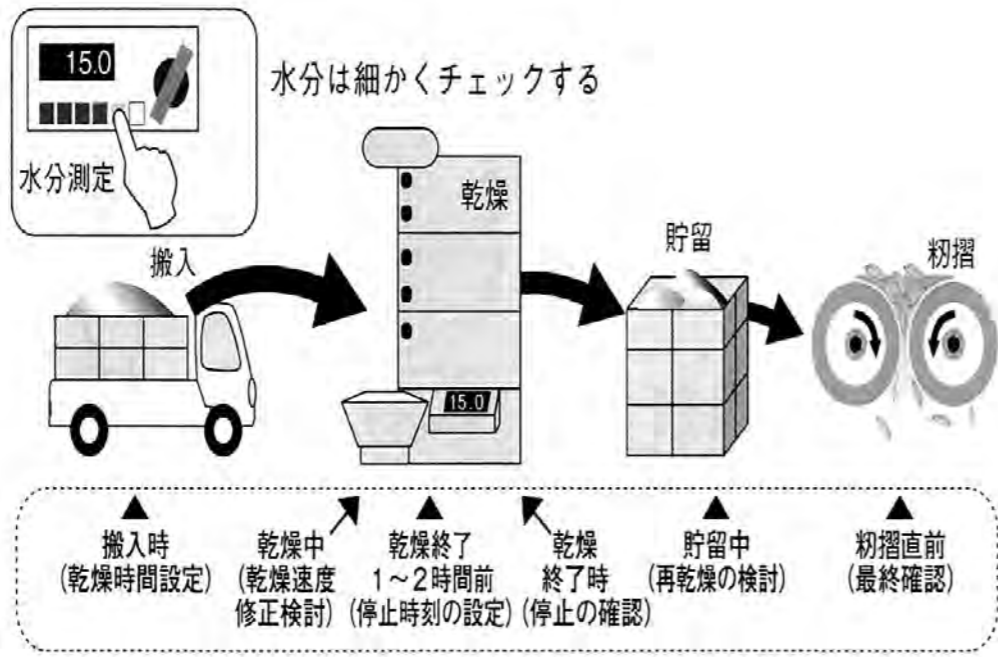 15.0
水分測定
水分は細かくチェックする
搬入
乾燥
15.0
貯留
籾摺
搬入時
(乾燥時間設定)
乾燥中
(乾燥速度
修正検討)
乾燥終了
1～2時間前
(停止時刻の設定)
乾燥
終了時
(停止の確認)
貯留中
(再乾燥の検討)
籾摺直前
(最終確認)